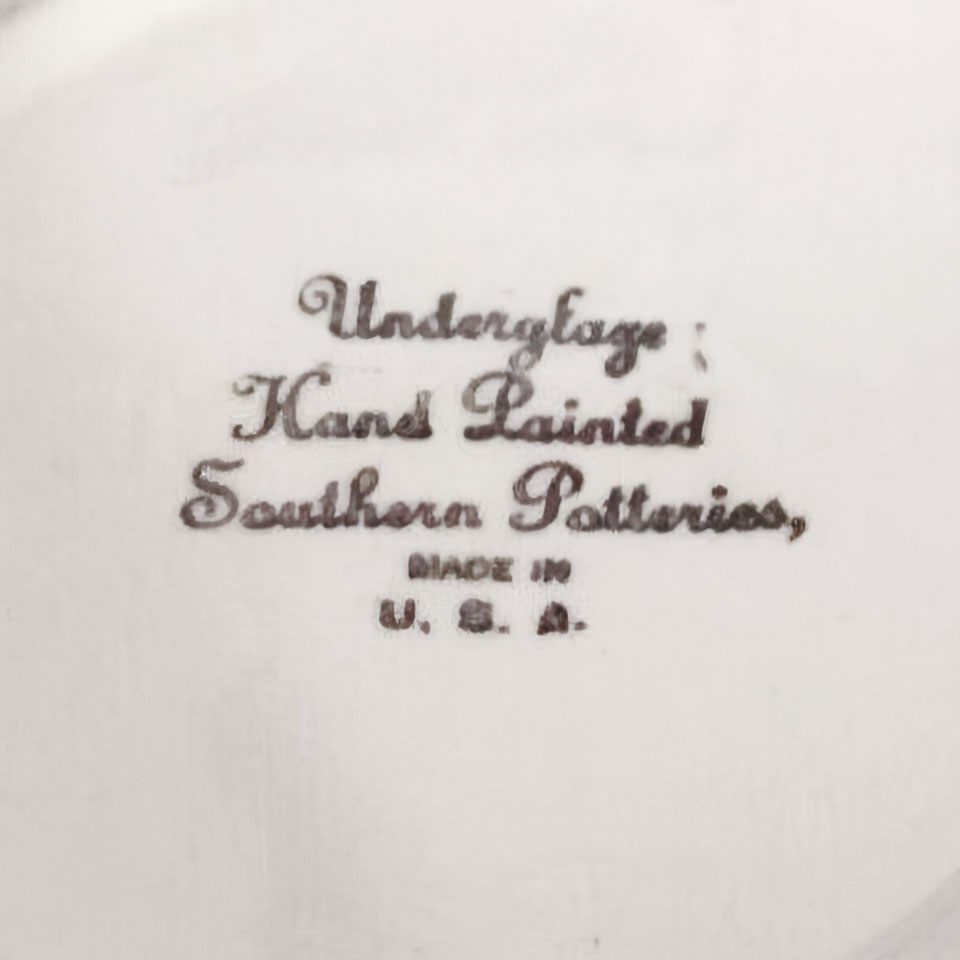 Underglaze
Hand Painted
Southern Potteries,
MADE IN
U. S. A.